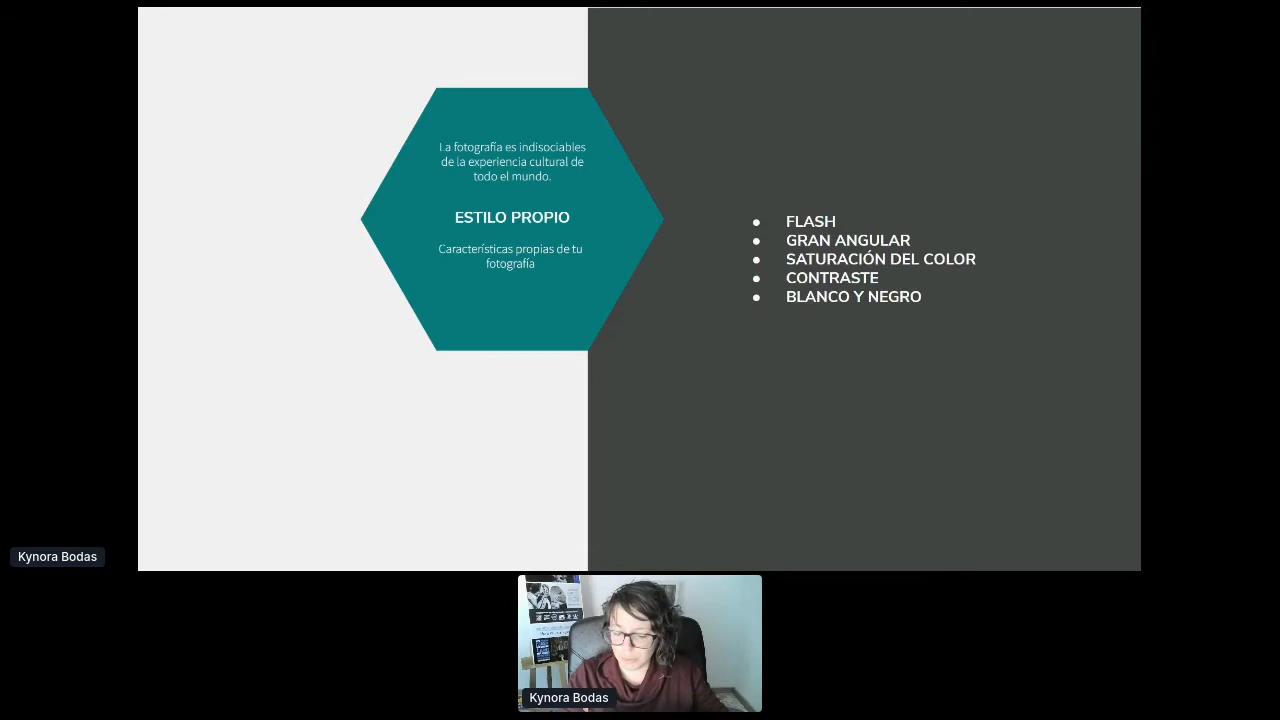 La fotografía es indisociables
de la experiencia cultural de
todo el mundo.
ESTILO PROPIO
Características propias de tu
fotografía
● FLASH
● GRAN ANGULAR
● SATURACIÓN DEL COLOR
● CONTRASTE
● BLANCO Y NEGRO
Kynora Bodas
Kynora Bodas